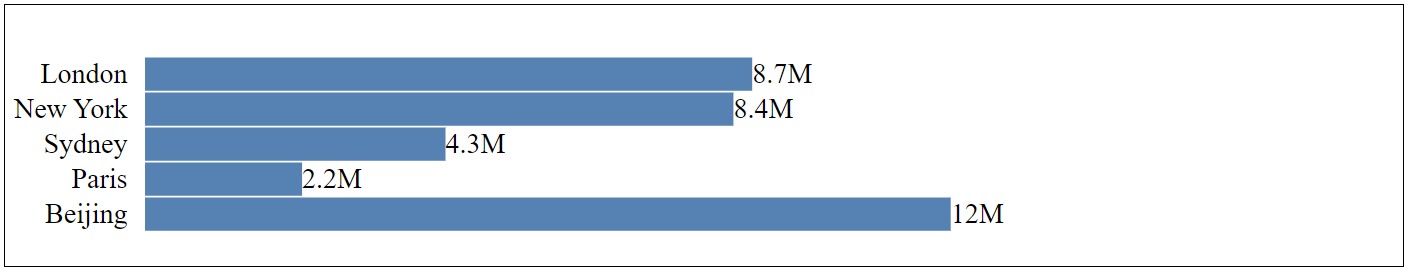 London 8.7M
New York 8.4M
Sydney 4.3M
Paris 2.2M
Beijing 12M